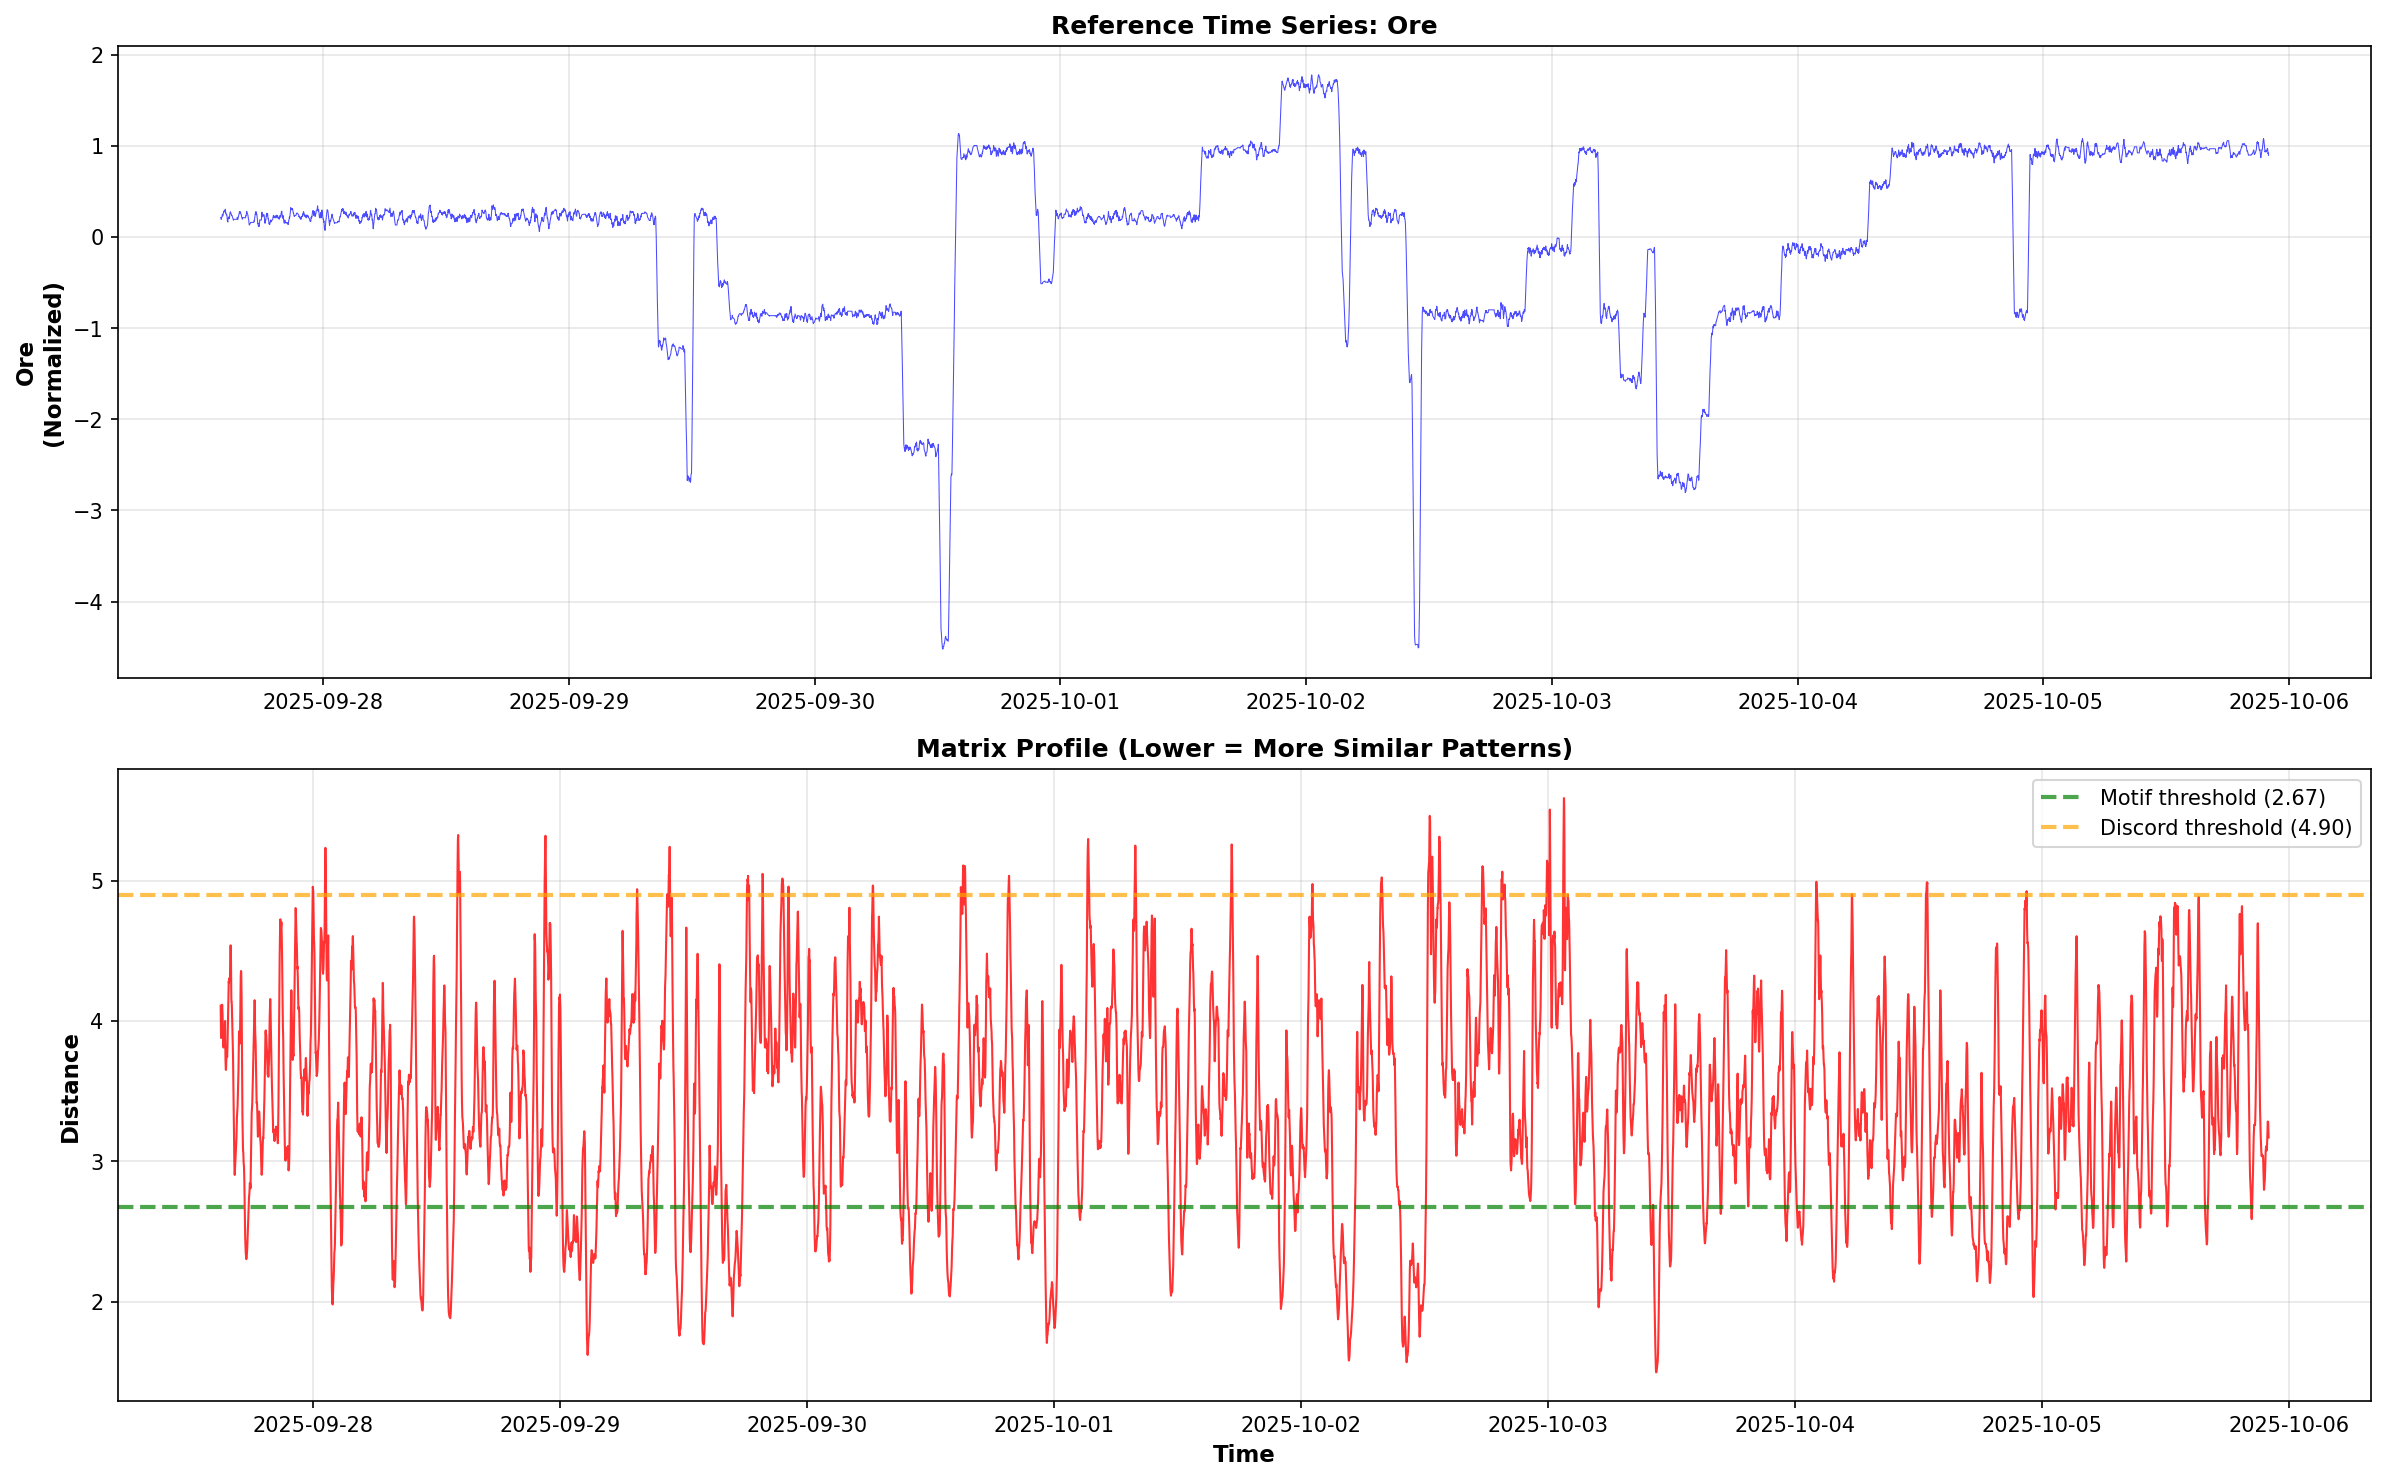 Reference Time Series: Ore
Ore
(Normalized)
2
1
0
−1
−2
−3
−4
2025-09-28 2025-09-29 2025-09-30 2025-10-01 2025-10-02 2025-10-03 2025-10-04 2025-10-05 2025-10-06
Matrix Profile (Lower = More Similar Patterns)
Motif threshold (2.67)
Discord threshold (4.90)
Distance
5
4
3
2
2025-09-28 2025-09-29 2025-09-30 2025-10-01 2025-10-02 2025-10-03 2025-10-04 2025-10-05 2025-10-06
Time